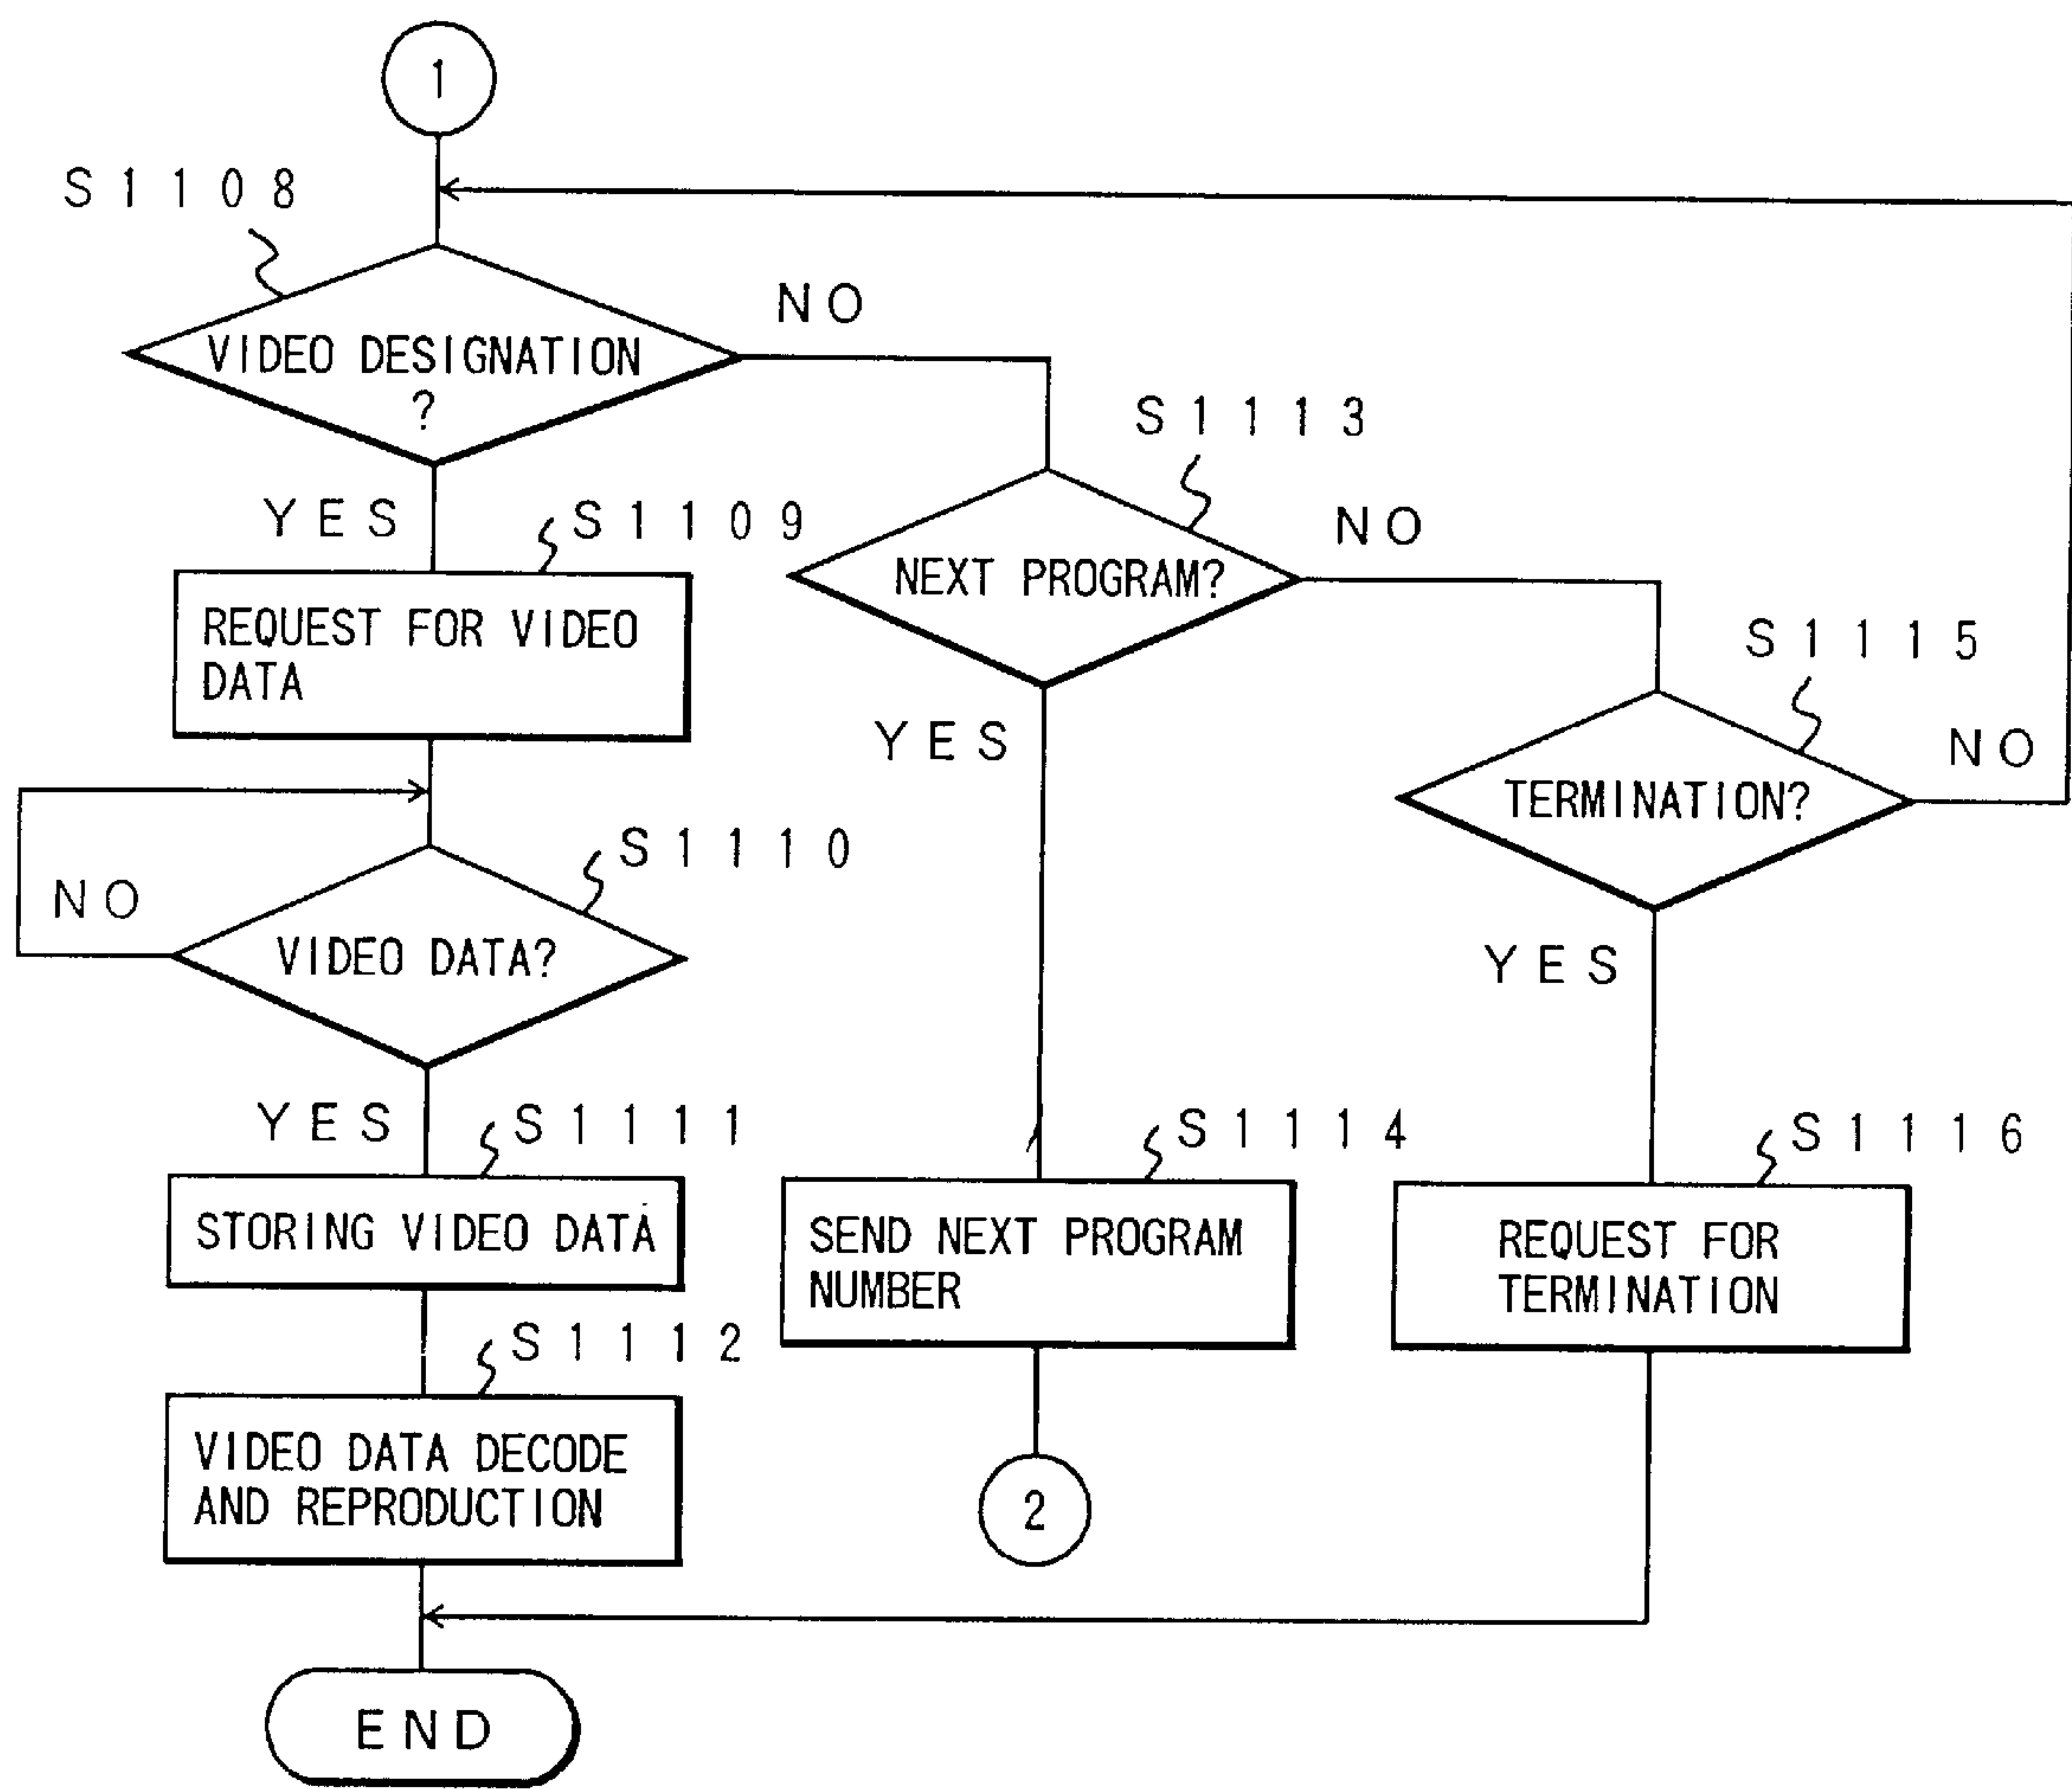 1
S1108
NO
VIDEO DESIGNATION
?
S1113
YES
S1109
NO
NEXT PROGRAM?
REQUEST FOR VIDEO
DATA
S1115
YES
NO
TERMINATION?
S1110
NO
VIDEO DATA?
YES
YES
S1111
S1114
S1116
STORING VIDEO DATA
SEND NEXT PROGRAM
NUMBER
REQUEST FOR
TERMINATION
S1112
VIDEO DATA DECODE
AND REPRODUCTION
2
END